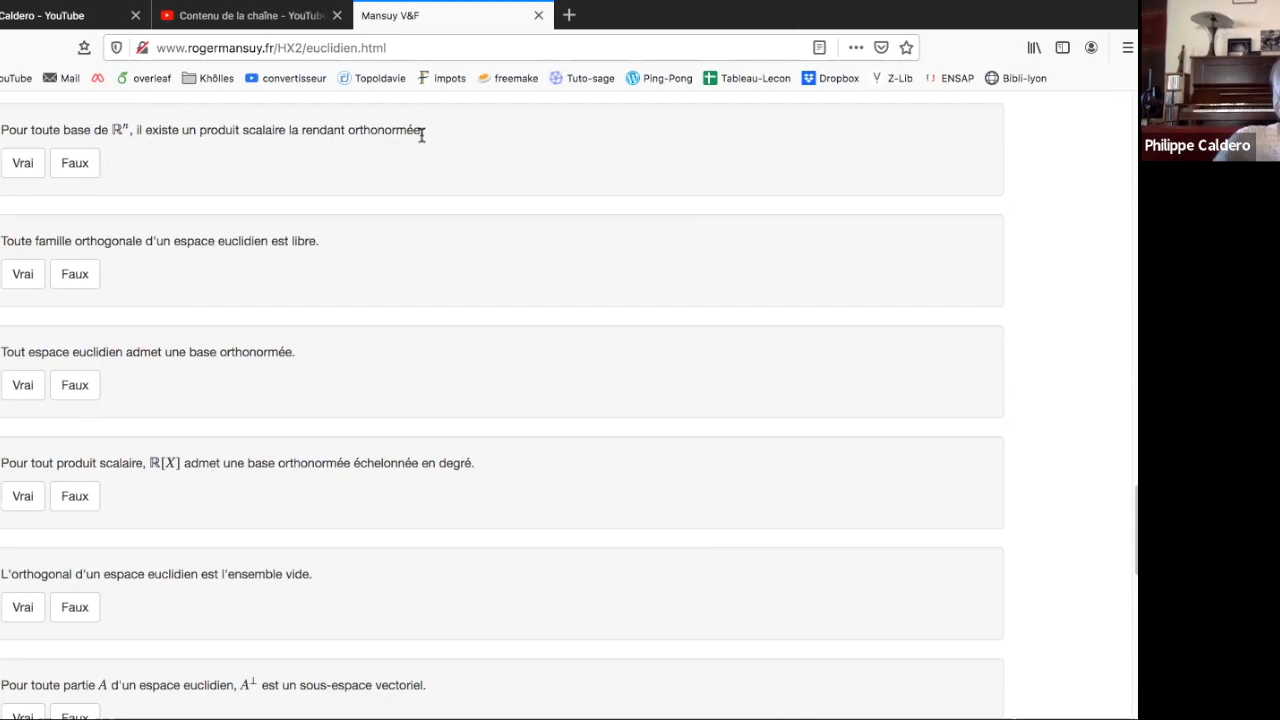 Caldero - YouTube
Contenu de la chaîne - YouTube
Mansuy V&F
www.rogermansuy.fr/HX2/euclidien.html
Mail
overleaf
Khôlles
convertisseur
Topoldavie
impots
freemake
Tuto-sage
Ping-Pong
Tableau-Lecon
Dropbox
Z-Lib
ENSAP
Bibli-lyon
Pour toute base de ℝⁿ, il existe un produit scalaire la rendant orthonormée.
Vrai Faux
Toute famille orthogonale d'un espace euclidien est libre.
Vrai Faux
Tout espace euclidien admet une base orthonormée.
Vrai Faux
Pour tout produit scalaire, ℝ[X] admet une base orthonormée échelonnée en degré.
Vrai Faux
L'orthogonal d'un espace euclidien est l'ensemble vide.
Vrai Faux
Pour toute partie A d'un espace euclidien, A⊥ est un sous-espace vectoriel.
Vrai Faux
Philippe Caldero